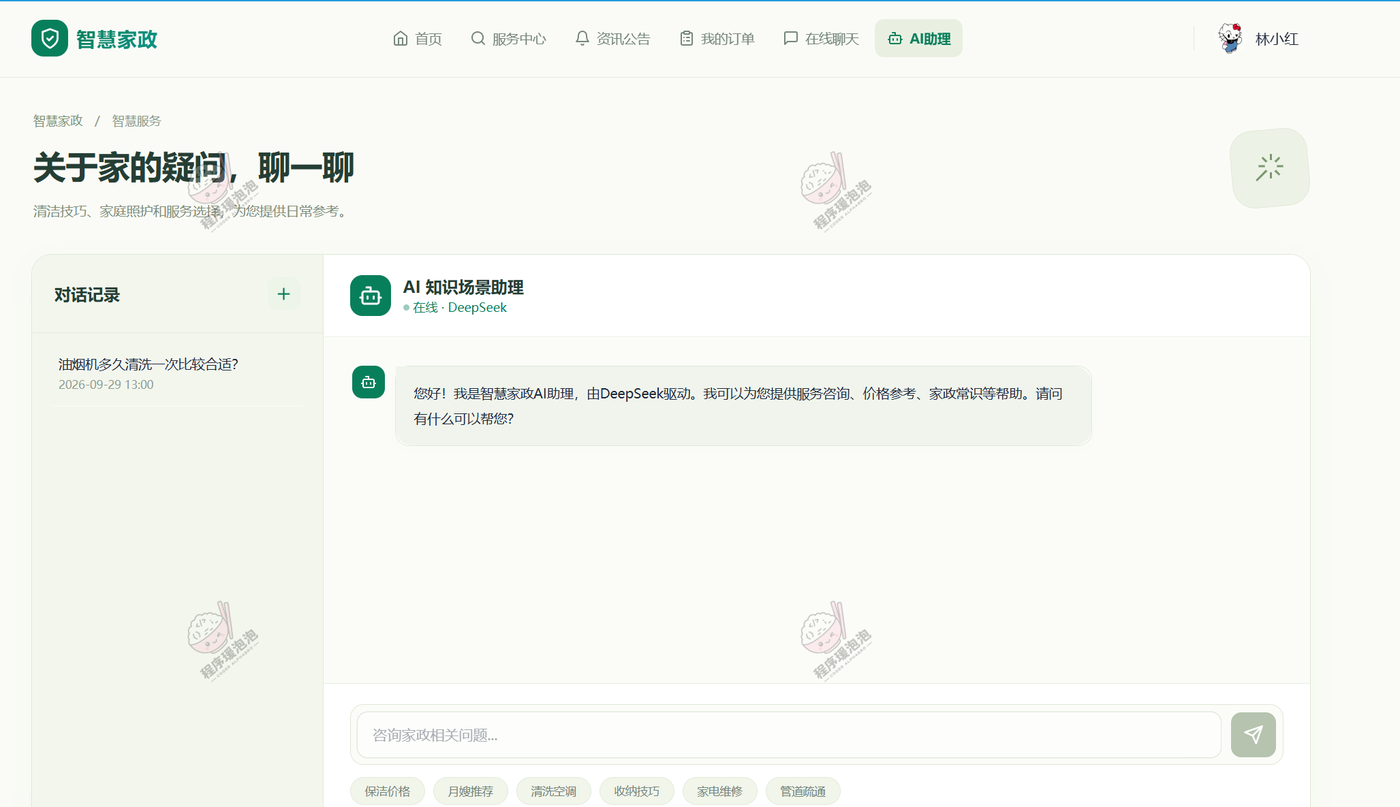 智慧家政
首页
服务中心
资讯公告
我的订单
在线聊天
AI助理
林小红
智慧家政 / 智慧服务
关于家的疑问，聊一聊
清洁技巧、家庭照护和服务选择，为您提供日常参考。
对话记录
+
油烟机多久清洗一次比较合适？
2026-09-29 13:00
AI 知识场景助理
在线 · DeepSeek
您好！我是智慧家政AI助理，由DeepSeek驱动。我可以为您提供服务咨询、价格参考、家政常识等帮助。请问
有什么可以帮您？
咨询家政相关问题...
保洁价格
月嫂推荐
清洗空调
收纳技巧
家电维修
管道疏通
程序瑗泡泡
程序瑗泡泡
程序瑗泡泡
程序瑗泡泡